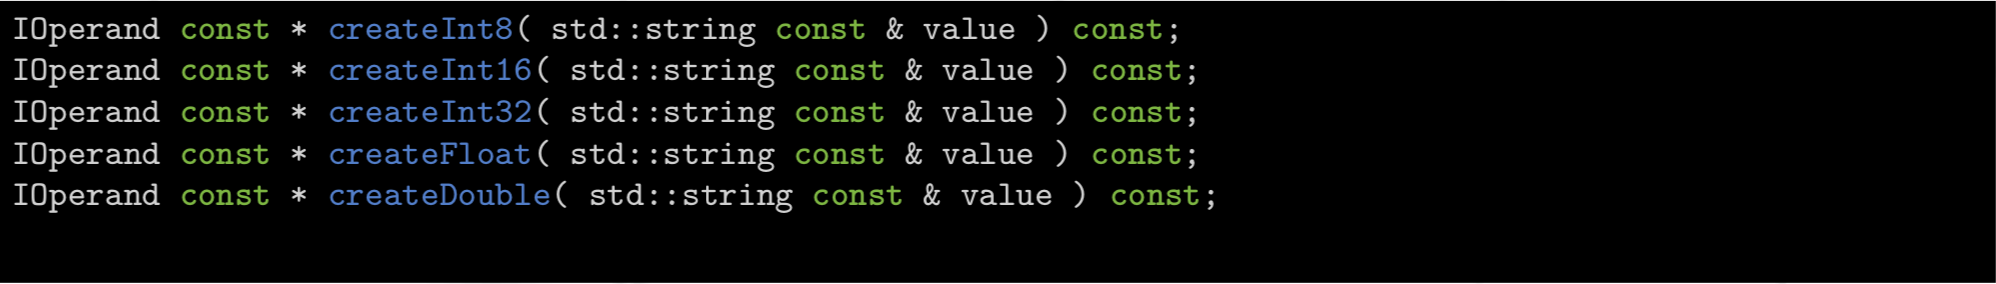 IOperand const * createInt8( std::string const & value ) const;
IOperand const * createInt16( std::string const & value ) const;
IOperand const * createInt32( std::string const & value ) const;
IOperand const * createFloat( std::string const & value ) const;
IOperand const * createDouble( std::string const & value ) const;